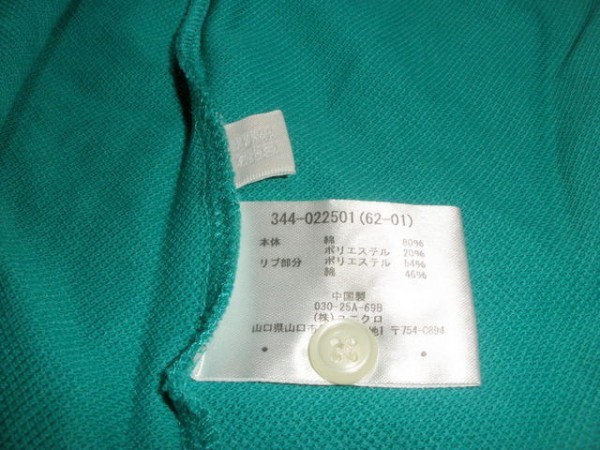 344-022501(62-01)
本体 綿 80%
ポリエステル 20%
リブ部分 ポリエステル 54%
綿 46%
中国製
030-25A-69B
(株)ユニクロ
山口県山口市 〒754-C894